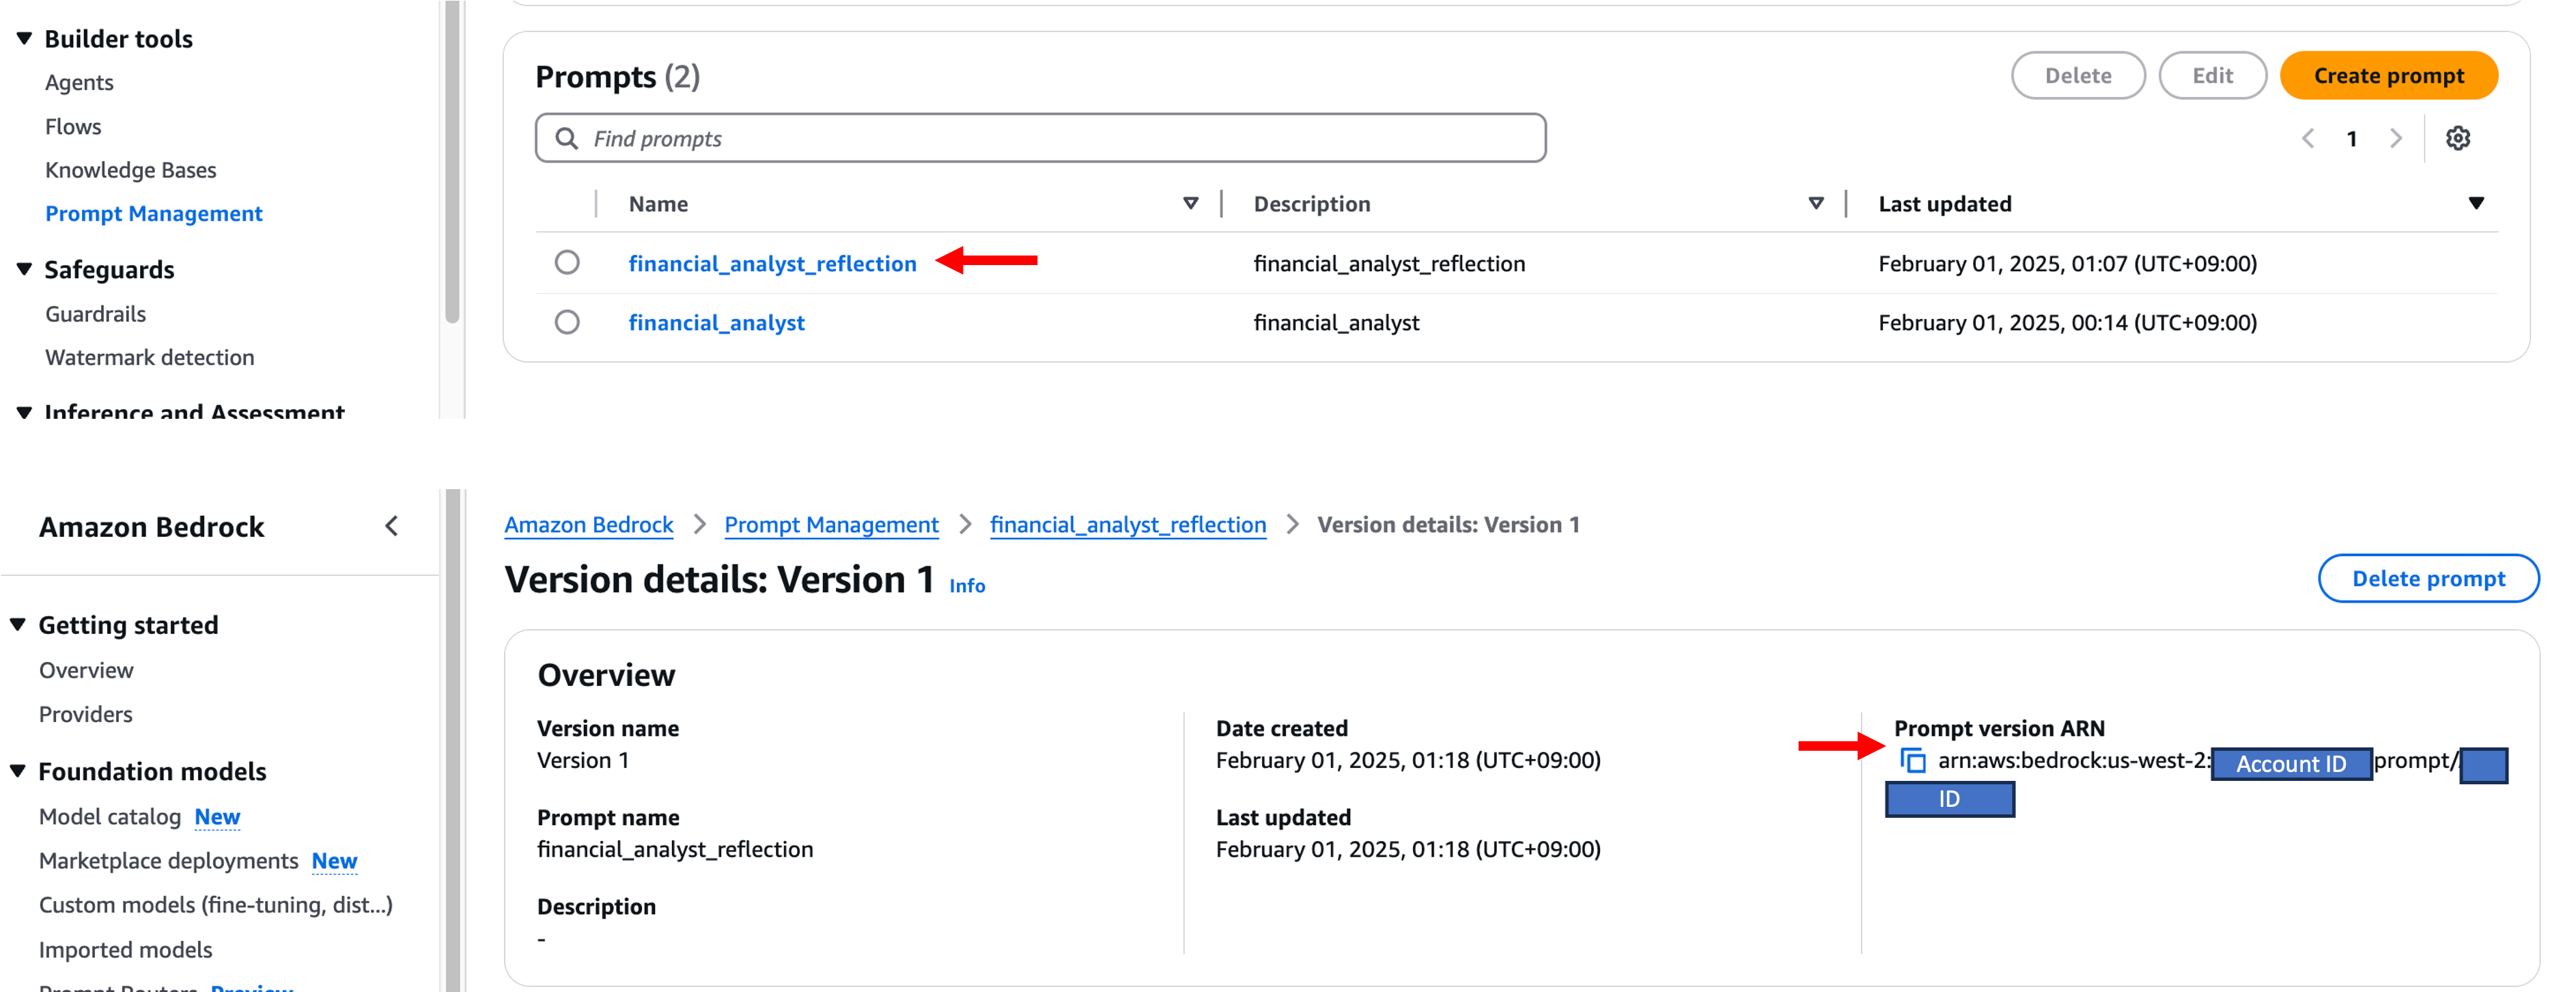 Builder tools
Agents
Flows
Knowledge Bases
Prompt Management
Safeguards
Guardrails
Watermark detection
Inference and Assessment
Prompts (2)
Delete
Edit
Create prompt
Find prompts
1
Name
Description
Last updated
financial_analyst_reflection
financial_analyst_reflection
February 01, 2025, 01:07 (UTC+09:00)
financial_analyst
financial_analyst
February 01, 2025, 00:14 (UTC+09:00)
Amazon Bedrock
Getting started
Overview
Providers
Foundation models
Model catalog New
Marketplace deployments New
Custom models (fine-tuning, dist...)
Imported models
Prompt Routers Preview
Amazon Bedrock > Prompt Management > financial_analyst_reflection > Version details: Version 1
Version details: Version 1 Info
Delete prompt
Overview
Version name
Version 1
Prompt name
financial_analyst_reflection
Description
-
Date created
February 01, 2025, 01:18 (UTC+09:00)
Last updated
February 01, 2025, 01:18 (UTC+09:00)
Prompt version ARN
arn:aws:bedrock:us-west-2: Account ID prompt/
ID